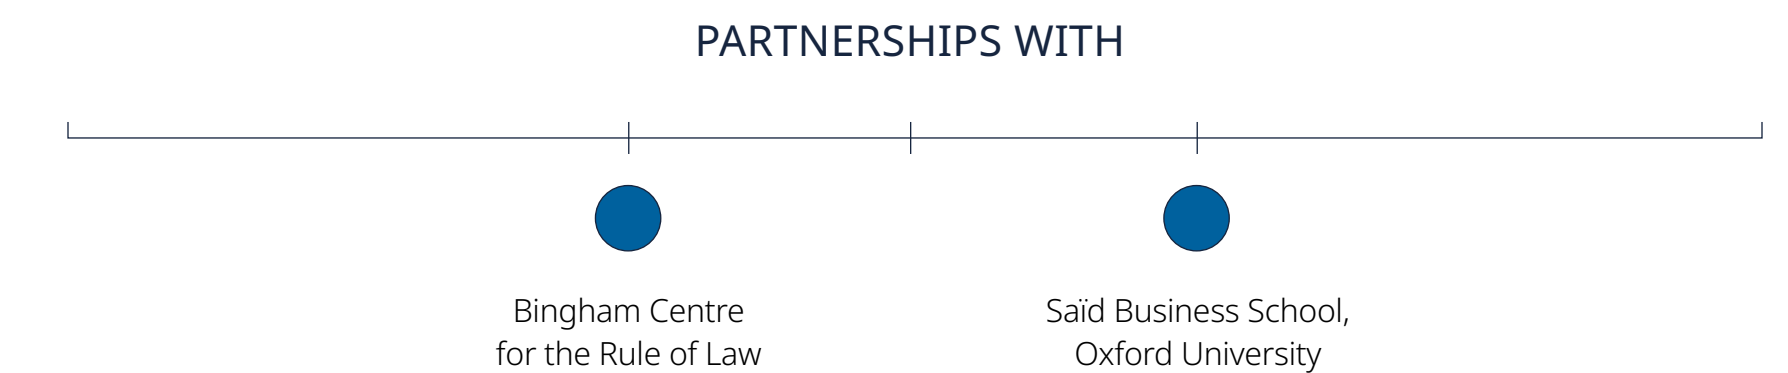 PARTNERSHIPS WITH
Bingham Centre
for the Rule of Law
Saïd Business School,
Oxford University